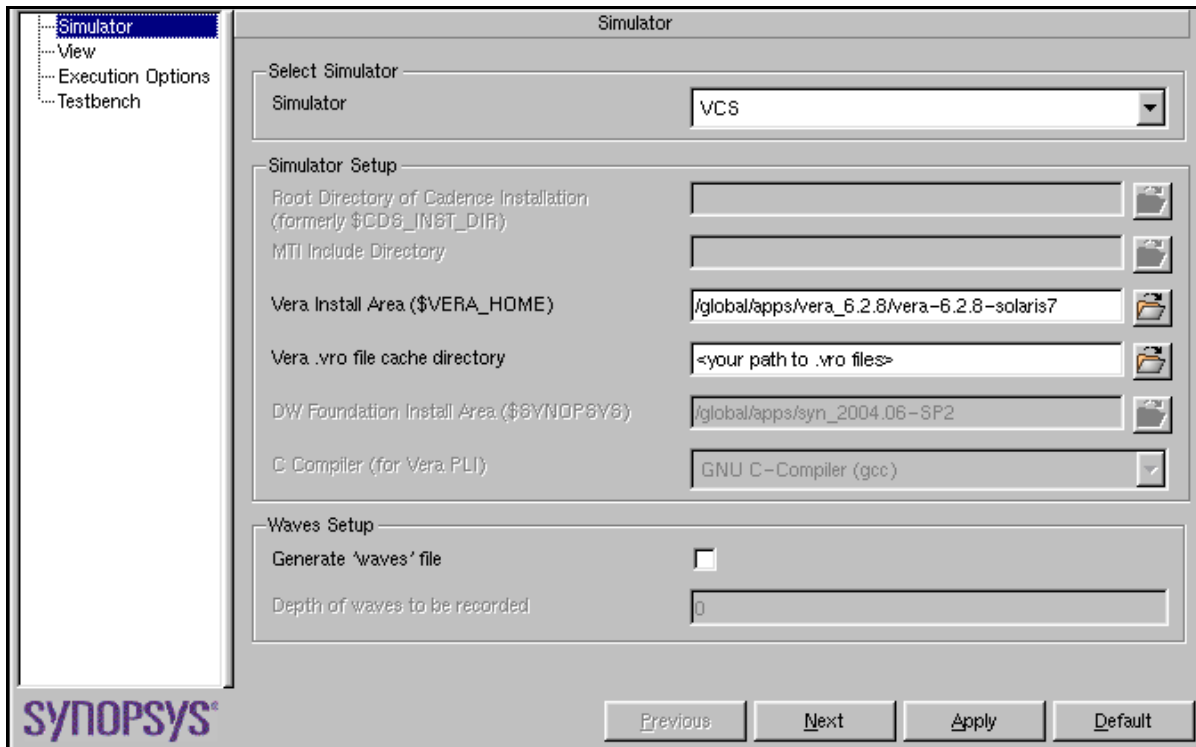 Simulator
View
Execution Options
Testbench
Simulator
Select Simulator
Simulator
VCS
Simulator Setup
Root Directory of Cadence Installation
(formerly $CDS_INST_DIR)
MTI Include Directory
Vera Install Area ($VERA_HOME)
/global/apps/vera_6.2.8/vera-6.2.8-solaris7
Vera .vro file cache directory
<your path to .vro files>
DW Foundation Install Area ($SYNOPSYS)
/global/apps/syn_2004.06-SP2
C Compiler (for Vera PLI)
GNU C-Compiler (gcc)
Waves Setup
Generate 'waves' file
Depth of waves to be recorded
0
SYNOPSYS®
Previous
Next
Apply
Default